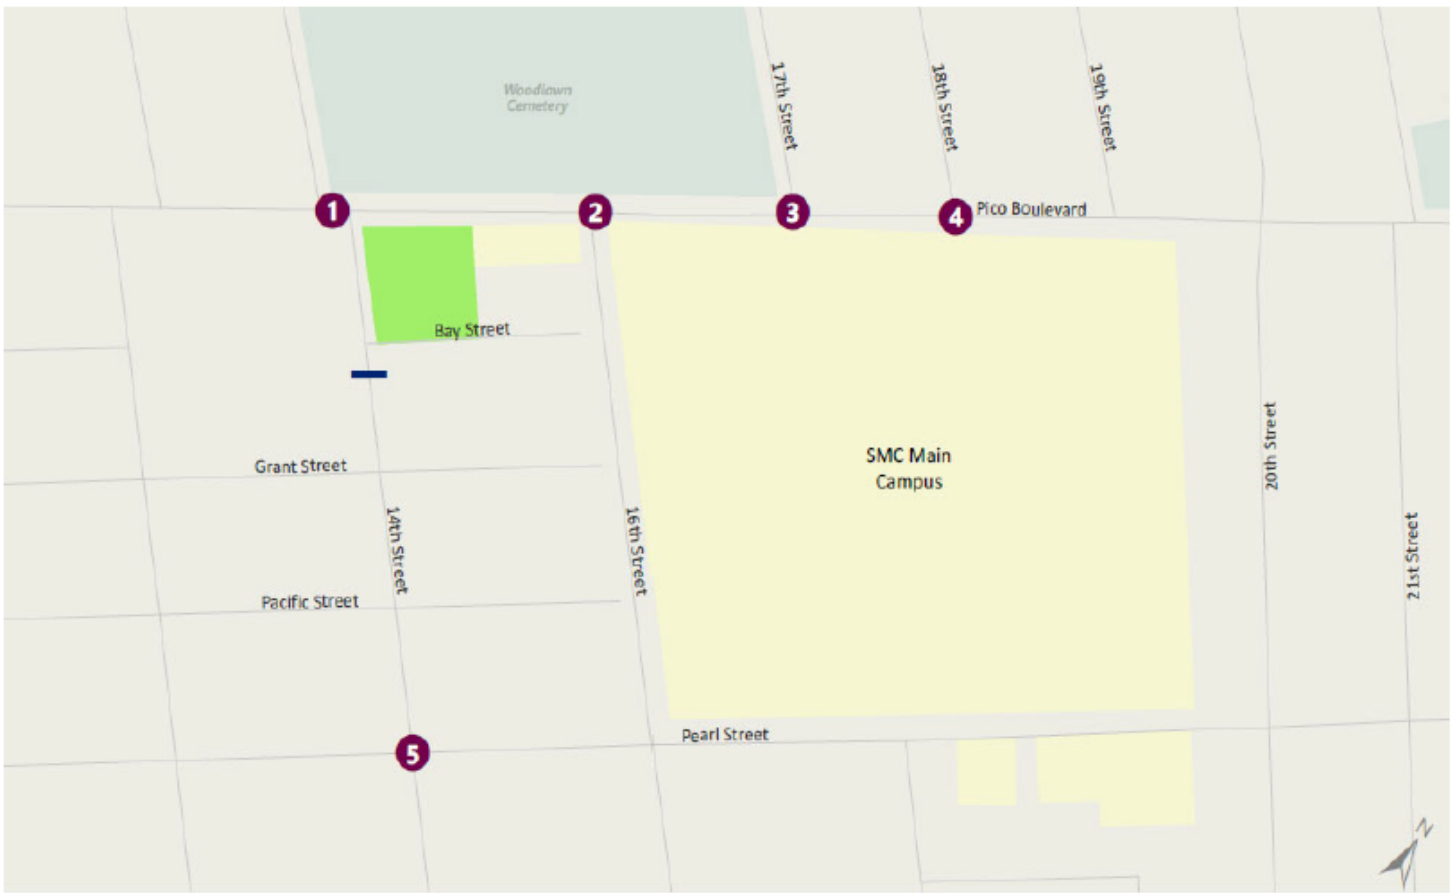 Woodlawn
Cemetery
17th Street
18th Street
19th Street
1
2
3
4
Pico Boulevard
Bay Street
20th Street
SMC Main
Campus
Grant Street
14th Street
16th Street
21st Street
Pacific Street
Pearl Street
5
N